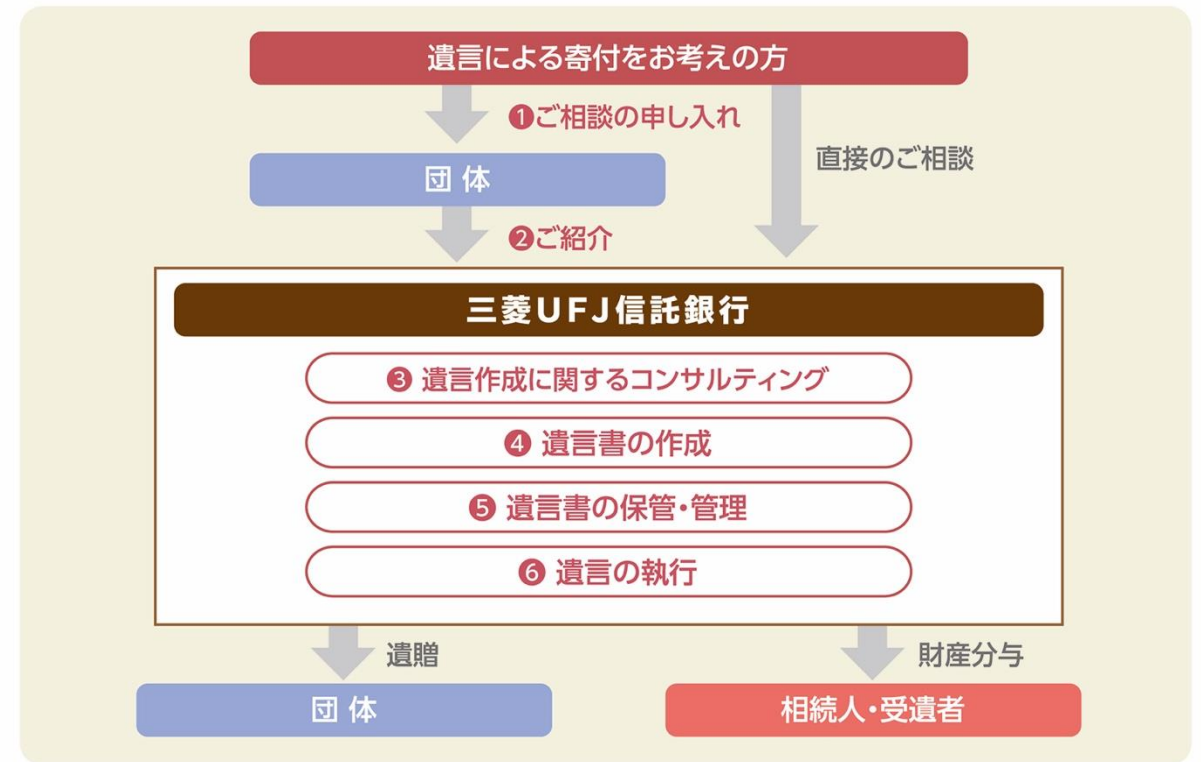 遺言による寄付をお考えの方
❶ご相談の申し入れ
直接のご相談
団体
❷ご紹介
三菱UFJ信託銀行
❸ 遺言作成に関するコンサルティング
❹ 遺言書の作成
❺ 遺言書の保管・管理
❻ 遺言の執行
遺贈
財産分与
団体
相続人・受遺者